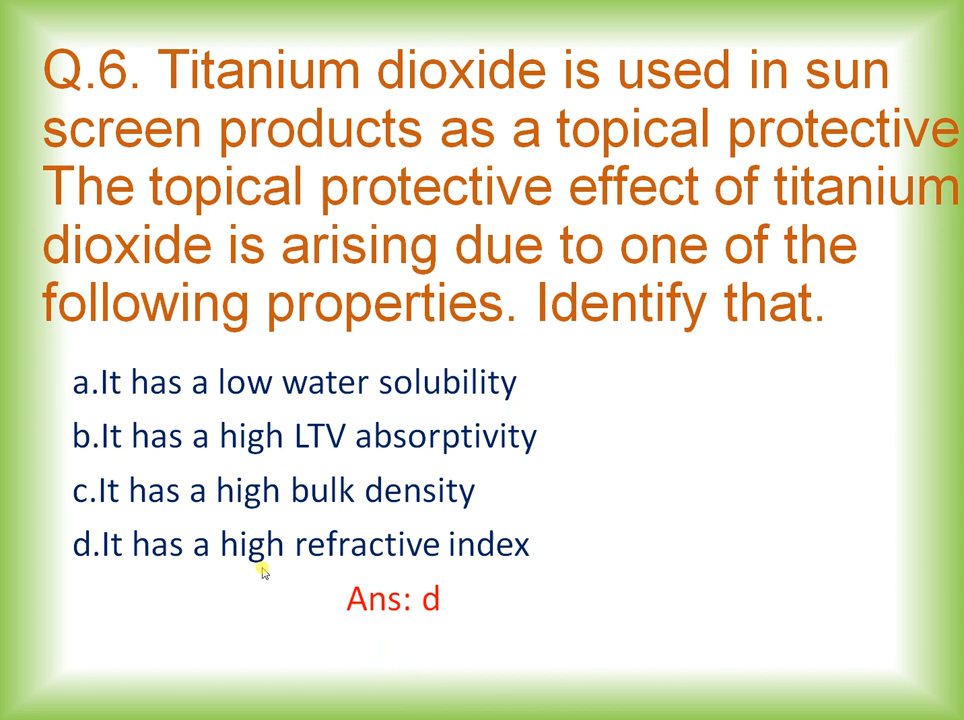 Q.6. Titanium dioxide is used in sun
screen products as a topical protective
The topical protective effect of titanium
dioxide is arising due to one of the
following properties. Identify that.
a.It has a low water solubility
b.It has a high LTV absorptivity
c.It has a high bulk density
d.It has a high refractive index
Ans: d